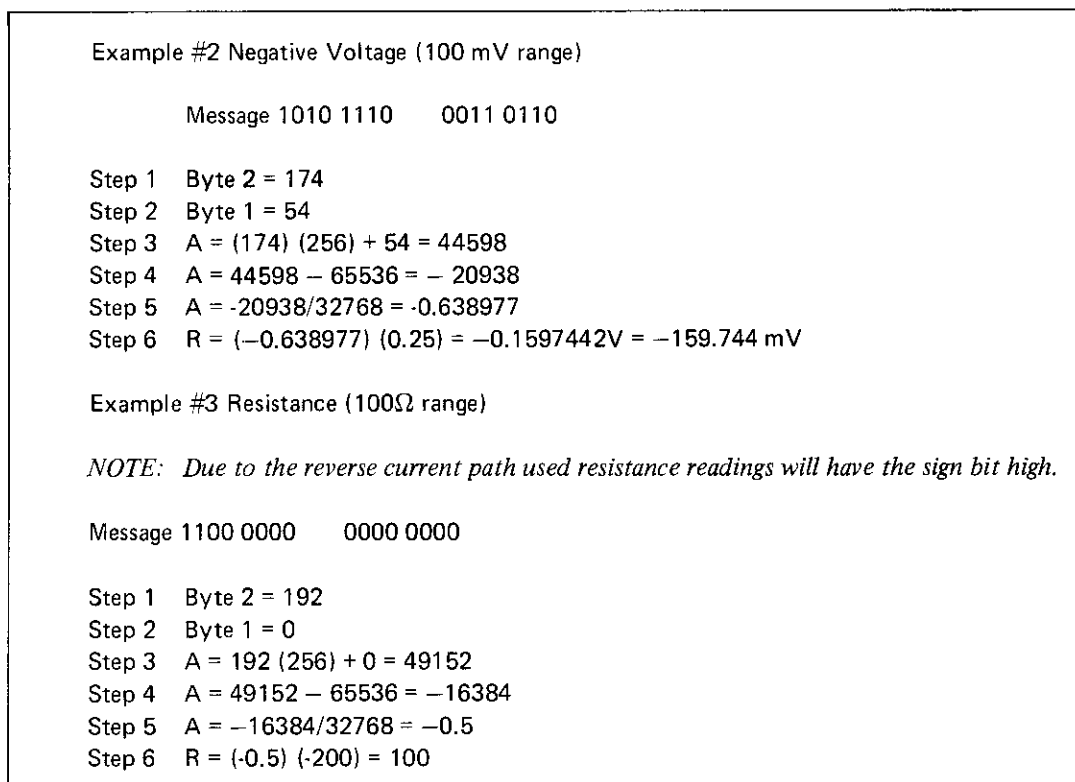 Example #2 Negative Voltage (100 mV range)
Message 1010 1110 0011 0110
Step 1 Byte 2 = 174
Step 2 Byte 1 = 54
Step 3 A = (174) (256) + 54 = 44598
Step 4 A = 44598 – 65536 = – 20938
Step 5 A = -20938/32768 = -0.638977
Step 6 R = (–0.638977) (0.25) = –0.1597442V = –159.744 mV
Example #3 Resistance (100Ω range)
NOTE: Due to the reverse current path used resistance readings will have the sign bit high.
Message 1100 0000 0000 0000
Step 1 Byte 2 = 192
Step 2 Byte 1 = 0
Step 3 A = 192 (256) + 0 = 49152
Step 4 A = 49152 – 65536 = –16384
Step 5 A = –16384/32768 = –0.5
Step 6 R = (-0.5) (-200) = 100